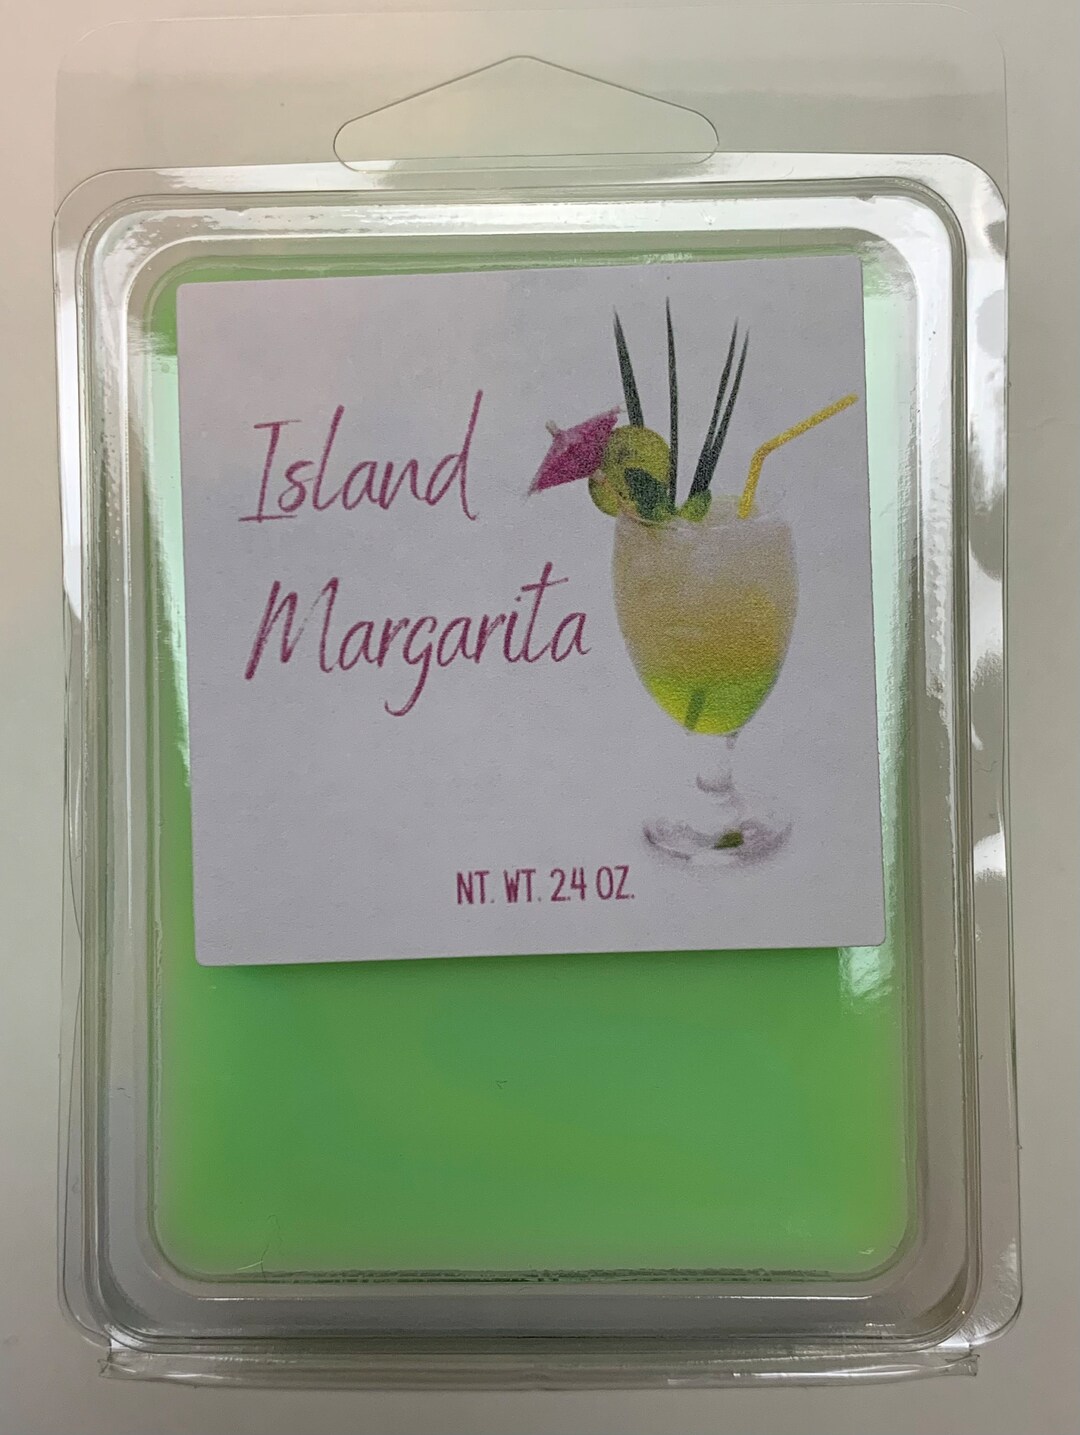 Island
Margarita
NT. WT. 2.4 OZ.